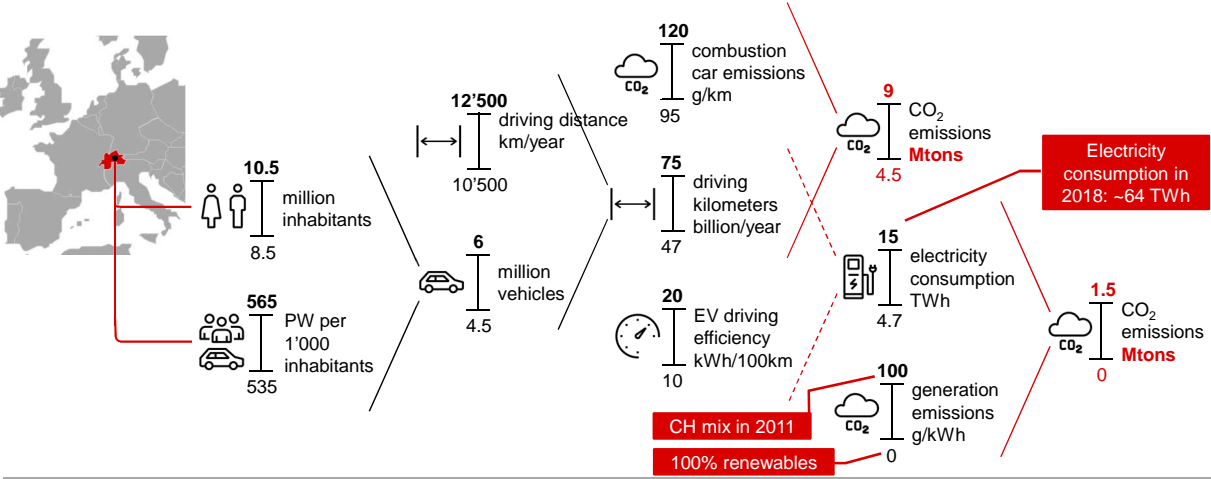 10.5
million
inhabitants
8.5
565
PW per
1'000
inhabitants
535
12'500
driving distance
km/year
10'500
6
million
vehicles
4.5
120
combustion
car emissions
g/km
95
CO₂
75
driving
kilometers
billion/year
47
20
EV driving
efficiency
kWh/100km
10
9
CO₂
emissions
Mtons
4.5
CO₂
Electricity
consumption in
2018: ~64 TWh
15
electricity
consumption
TWh
4.7
100
generation
emissions
g/kWh
0
CO₂
CH mix in 2011
100% renewables
1.5
CO₂
emissions
Mtons
0
CO₂